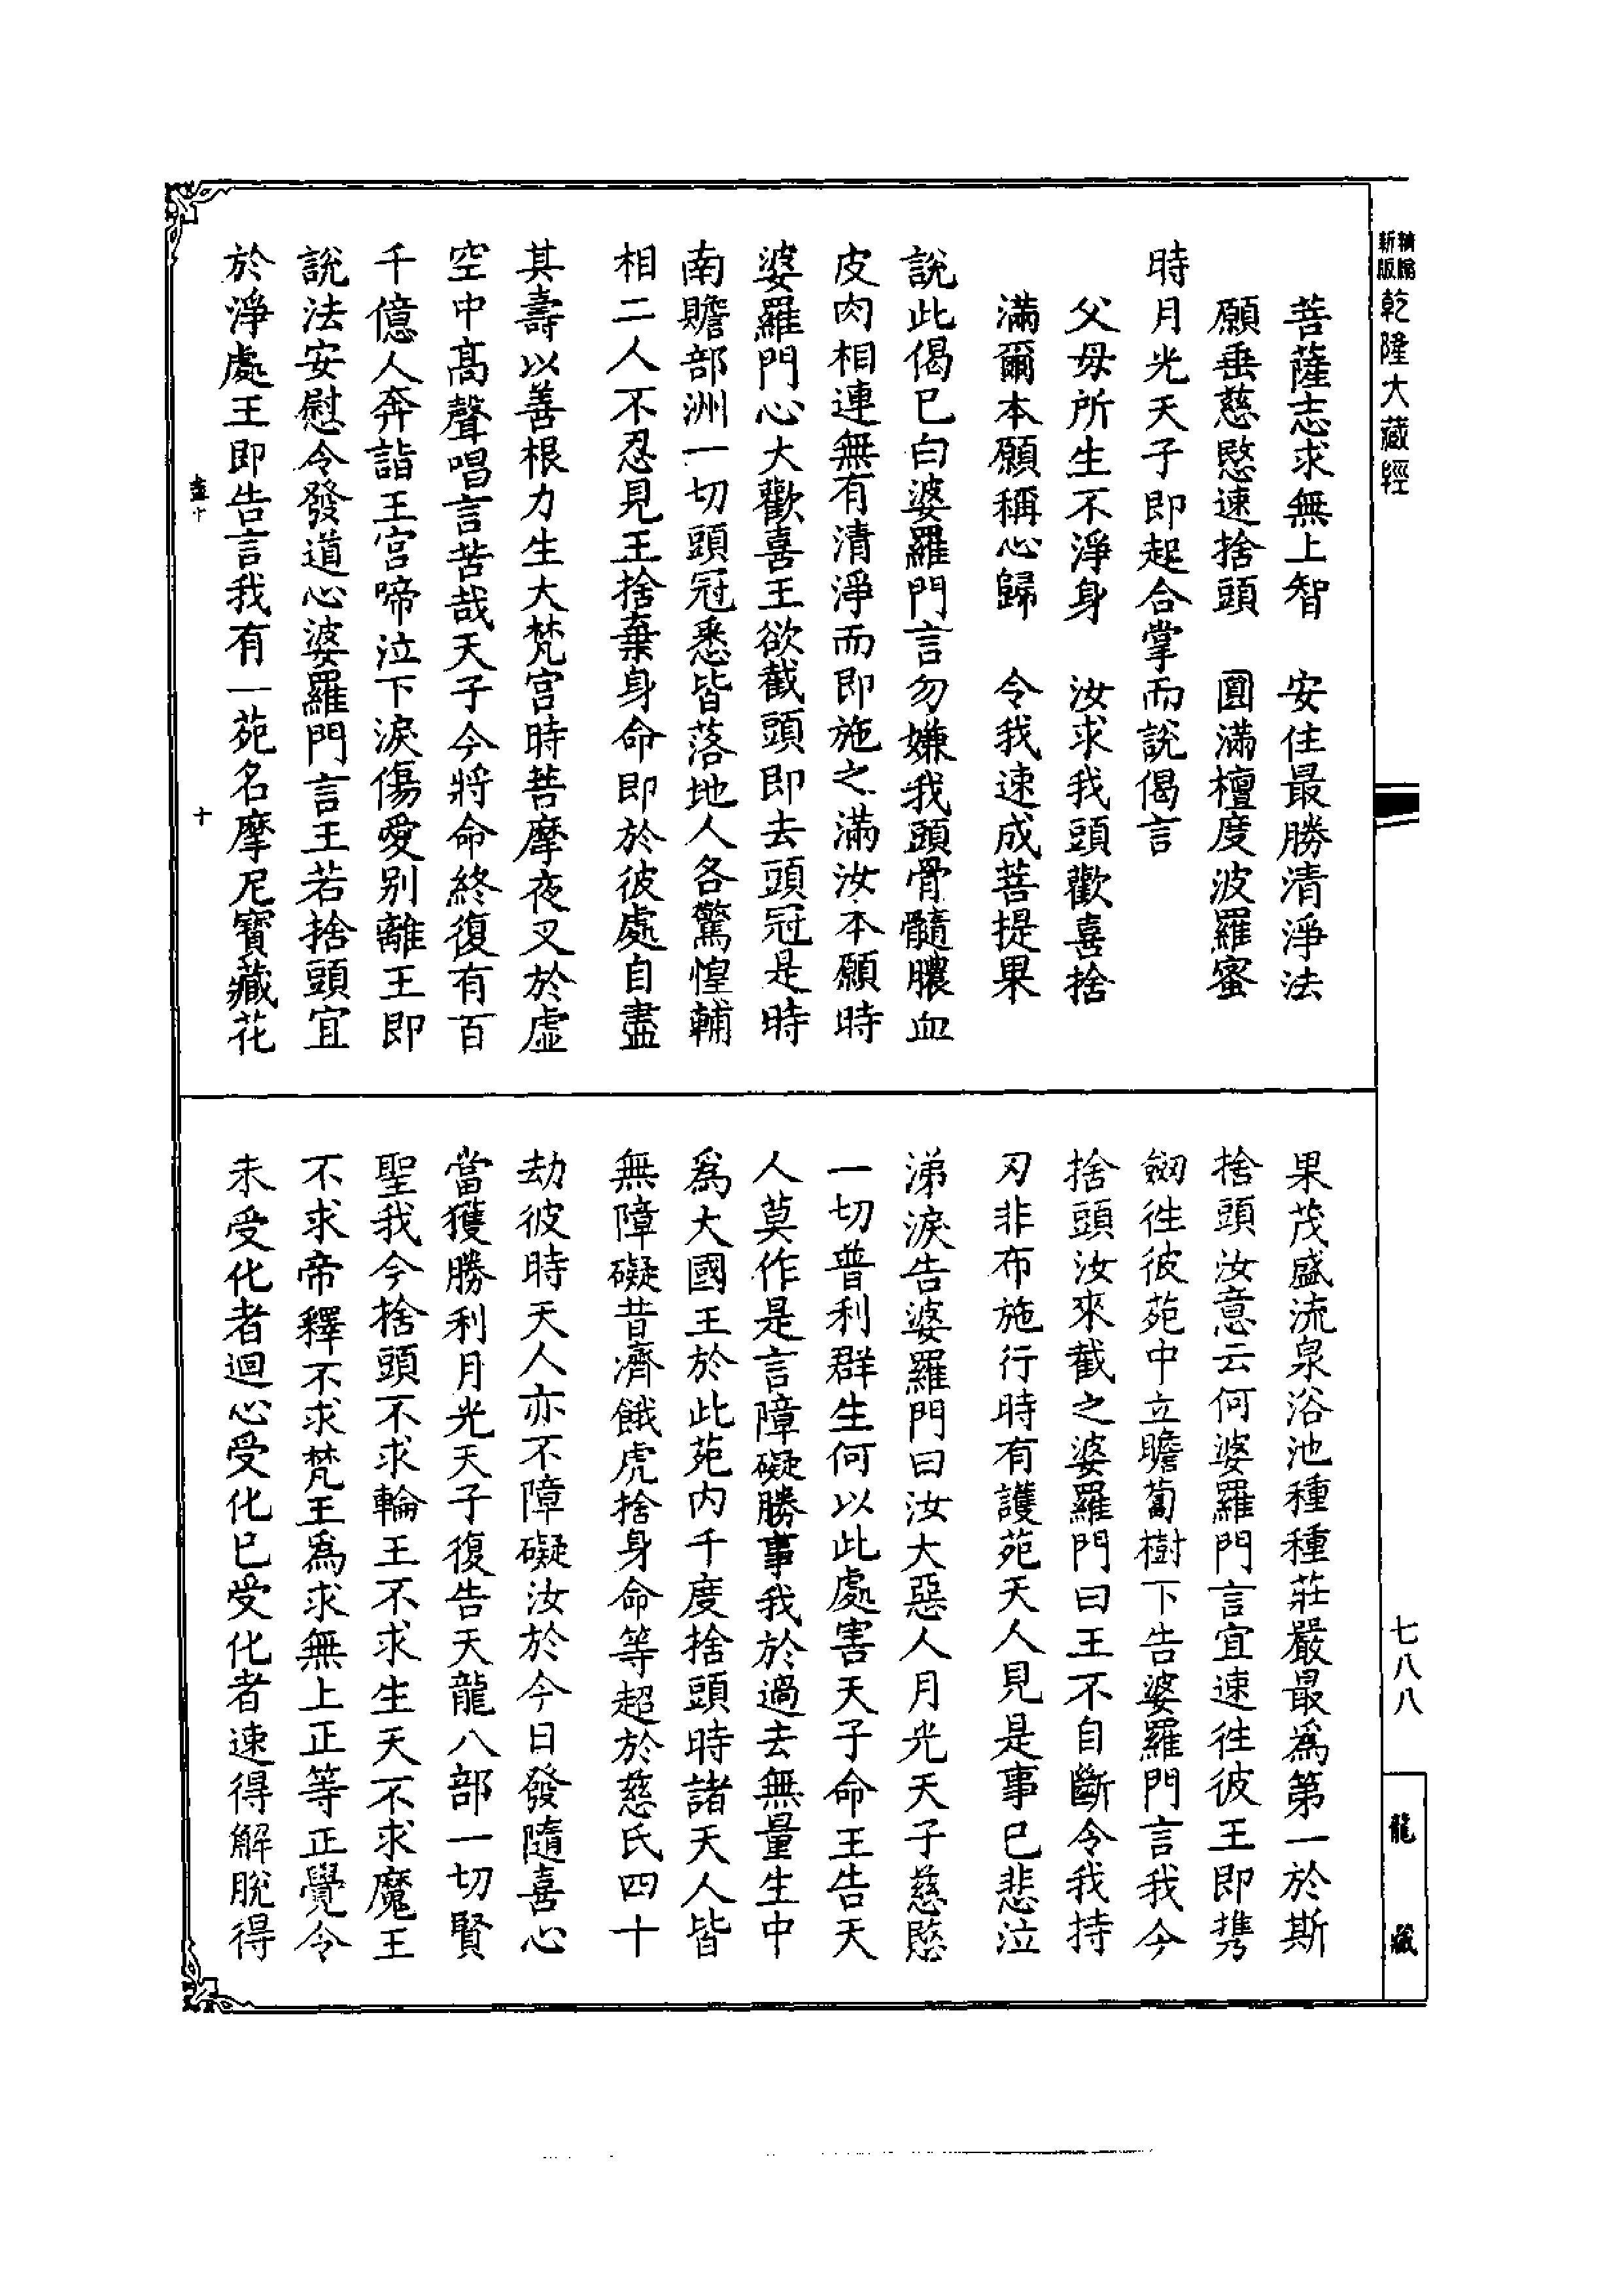 精縮
新版
乾隆大藏經
七八八
龍藏
菩薩志求無上智　安住最勝清淨法
願垂慈愍速捨頭　圓滿檀度波羅蜜
時月光天子即起合掌而說偈言
父母所生不淨身　汝求我頭歡喜捨
滿爾本願稱心歸　令我速成菩提果
說此偈已白婆羅門言勿嫌我頭骨髓膿血
皮肉相連無有清淨而即施之滿汝本願時
婆羅門心大歡喜王欲截頭即去頭冠是時
南贍部洲一切頭冠悉皆落地人各驚惶輔
相二人不忍見王捨棄身命即於彼處自盡
其壽以善根力生大梵宮時菩摩夜叉於虛
空中高聲唱言苦哉天子今將命終復有百
千億人奔詣王宮啼泣下淚傷愛別離王即
說法安慰令發道心婆羅門言王若捨頭宜
於淨處王即告言我有一苑名摩尼寶藏花
盡十
十
果茂盛流泉浴池種種莊嚴最爲第一於斯
捨頭汝意云何婆羅門言宜速往彼王即携
劒往彼苑中立瞻蔔樹下告婆羅門言我今
捨頭汝來截之婆羅門曰王不自斷令我持
刃非布施行時有護苑天人見是事已悲泣
涕淚告婆羅門曰汝大惡人月光天子慈愍
一切普利群生何以此處害天子命王告天
人莫作是言障礙勝事我於過去無量生中
爲大國王於此苑内千度捨頭時諸天人皆
無障礙昔濟餓虎捨身命等超於慈氏四十
劫彼時天人亦不障礙汝於今日發隨喜心
當獲勝利月光天子復告天龍八部一切賢
聖我今捨頭不求輪王不求生天不求魔王
不求帝釋不求梵王爲求無上正等正覺令
未受化者迴心受化已受化者速得解脫得